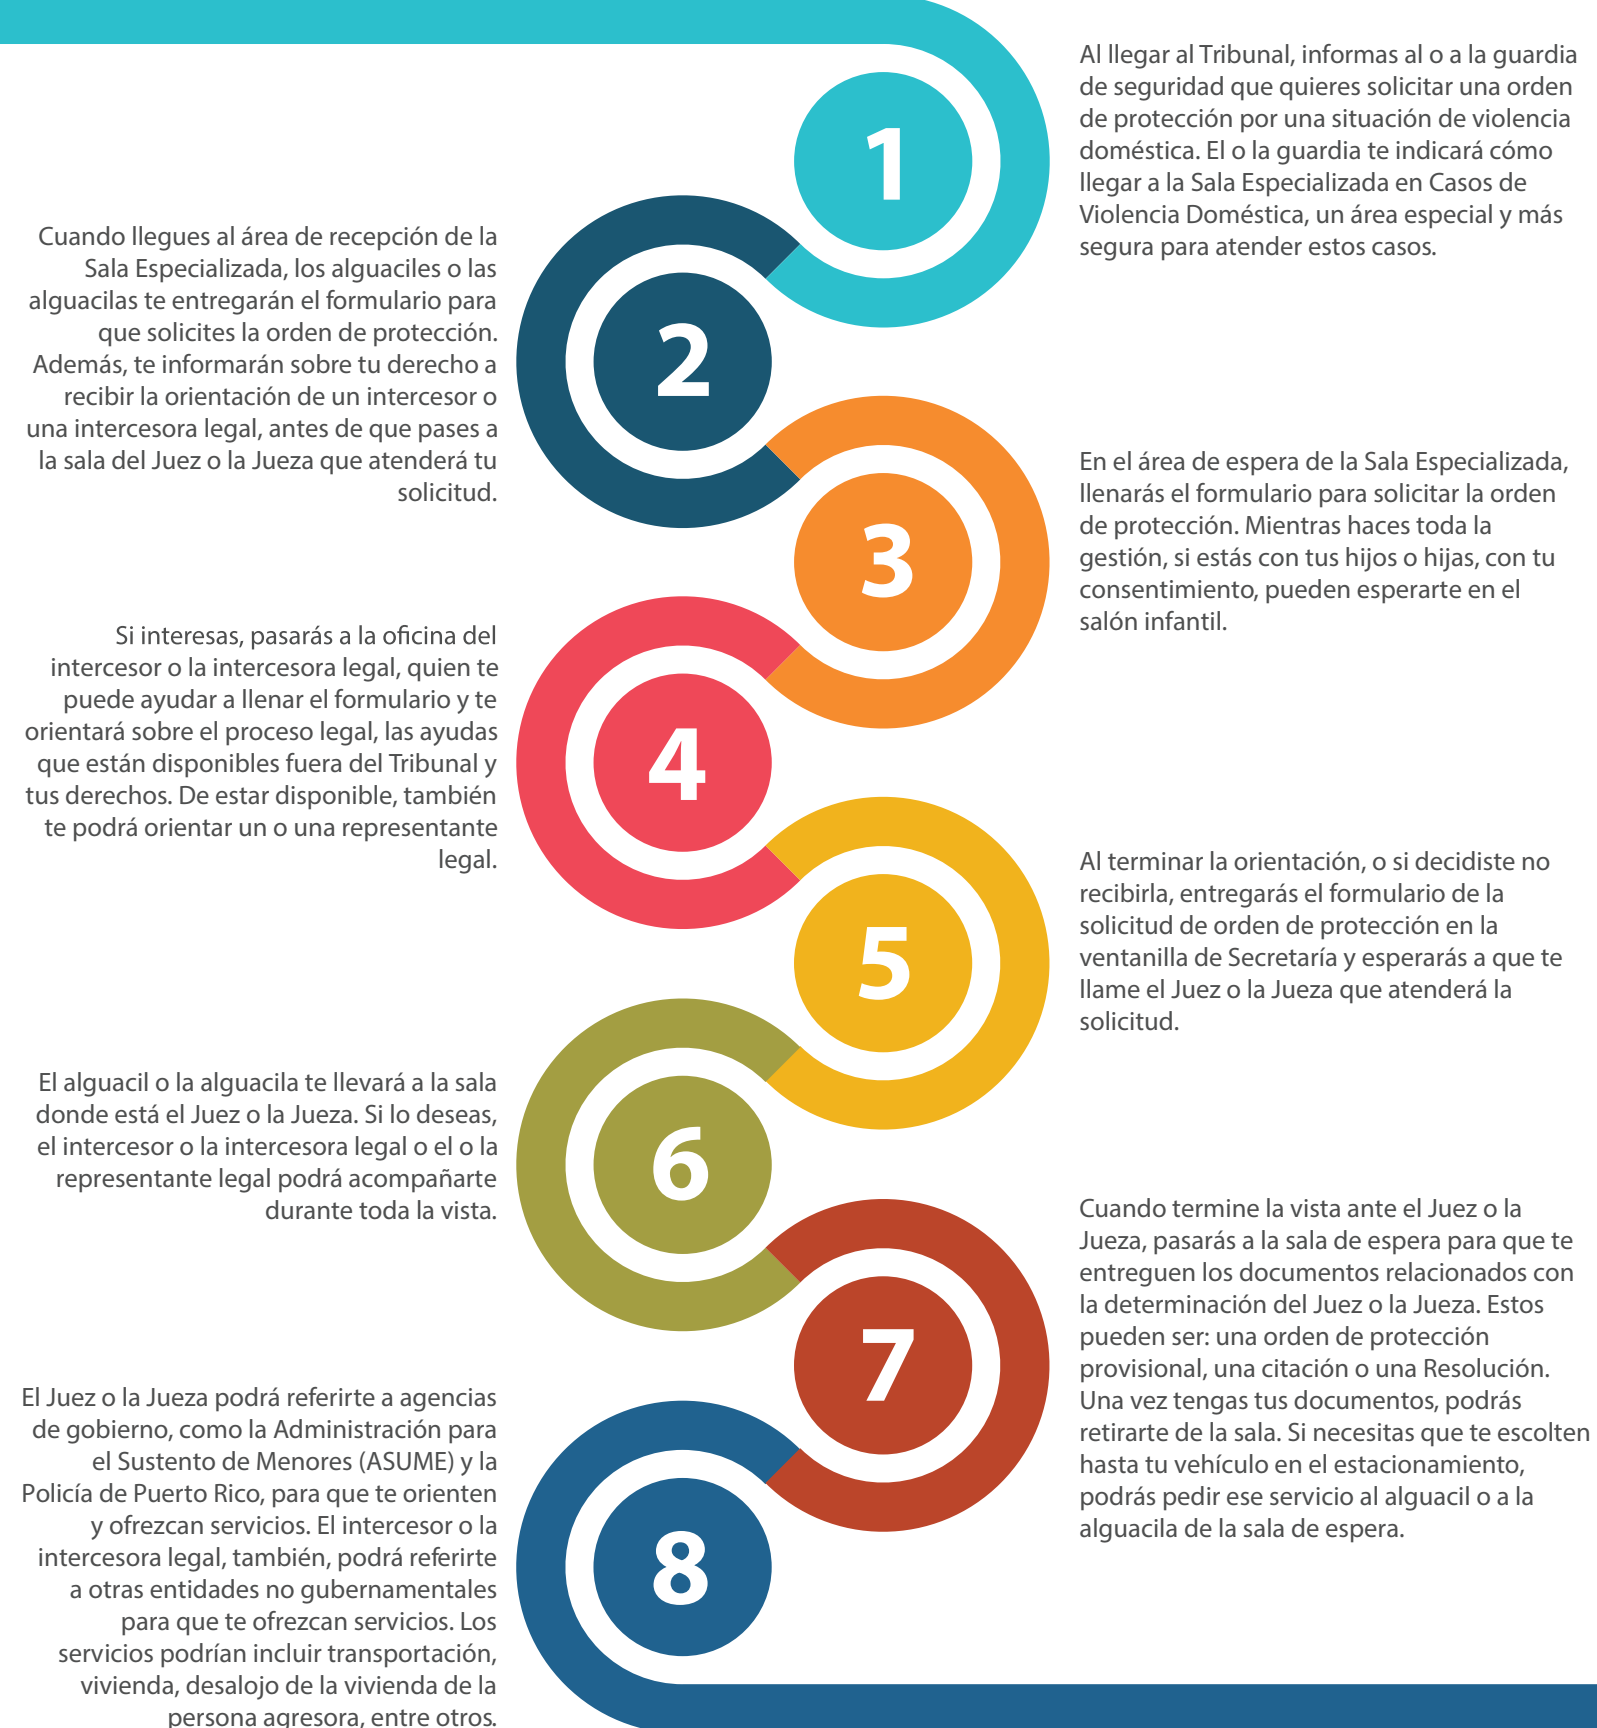 1
Al llegar al Tribunal, informas al o a la guardia
de seguridad que quieres solicitar una orden
de protección por una situación de violencia
doméstica. El o la guardia te indicará cómo
llegar a la Sala Especializada en Casos de
Violencia Doméstica, un área especial y más
segura para atender estos casos.
2
Cuando llegues al área de recepción de la
Sala Especializada, los alguaciles o las
alguacilas te entregarán el formulario para
que solicites la orden de protección.
Además, te informarán sobre tu derecho a
recibir la orientación de un intercesor o
una intercesora legal, antes de que pases a
la sala del Juez o la Jueza que atenderá tu
solicitud.
3
En el área de espera de la Sala Especializada,
llenarás el formulario para solicitar la orden
de protección. Mientras haces toda la
gestión, si estás con tus hijos o hijas, con tu
consentimiento, pueden esperarte en el
salón infantil.
4
Si interesas, pasarás a la oficina del
intercesor o la intercesora legal, quien te
puede ayudar a llenar el formulario y te
orientará sobre el proceso legal, las ayudas
que están disponibles fuera del Tribunal y
tus derechos. De estar disponible, también
te podrá orientar un o una representante
legal.
5
Al terminar la orientación, o si decidiste no
recibirla, entregarás el formulario de la
solicitud de orden de protección en la
ventanilla de Secretaría y esperarás a que te
llame el Juez o la Jueza que atenderá la
solicitud.
6
El alguacil o la alguacila te llevará a la sala
donde está el Juez o la Jueza. Si lo deseas,
el intercesor o la intercesora legal o el o la
representante legal podrá acompañarte
durante toda la vista.
7
Cuando termine la vista ante el Juez o la
Jueza, pasarás a la sala de espera para que te
entreguen los documentos relacionados con
la determinación del Juez o la Jueza. Estos
pueden ser: una orden de protección
provisional, una citación o una Resolución.
Una vez tengas tus documentos, podrás
retirarte de la sala. Si necesitas que te escolten
hasta tu vehículo en el estacionamiento,
podrás pedir ese servicio al alguacil o a la
alguacila de la sala de espera.
8
El Juez o la Jueza podrá referirte a agencias
de gobierno, como la Administración para
el Sustento de Menores (ASUME) y la
Policía de Puerto Rico, para que te orienten
y ofrezcan servicios. El intercesor o la
intercesora legal, también, podrá referirte
a otras entidades no gubernamentales
para que te ofrezcan servicios. Los
servicios podrían incluir transportación,
vivienda, desalojo de la vivienda de la
persona agresora, entre otros.